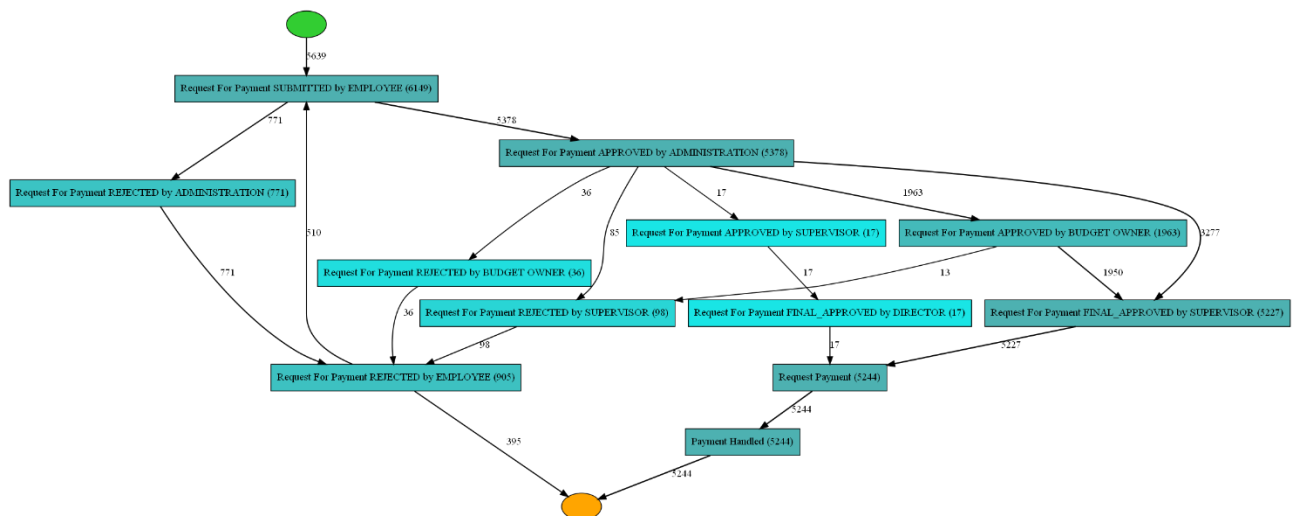 5639
Request For Payment SUBMITTED by EMPLOYEE (6149)
771
5378
Request For Payment APPROVED by ADMINISTRATION (5378)
Request For Payment REJECTED by ADMINISTRATION (771)
36
17
1963
510
85
3277
Request For Payment APPROVED by SUPERVISOR (17)
Request For Payment APPROVED by BUDGET OWNER (1963)
771
Request For Payment REJECTED by BUDGET OWNER (36)
17
13
1950
36
Request For Payment REJECTED by SUPERVISOR (98)
Request For Payment FINAL_APPROVED by DIRECTOR (17)
Request For Payment FINAL_APPROVED by SUPERVISOR (5227)
98
17
5227
Request For Payment REJECTED by EMPLOYEE (905)
Request Payment (5244)
5244
395
Payment Handled (5244)
5244